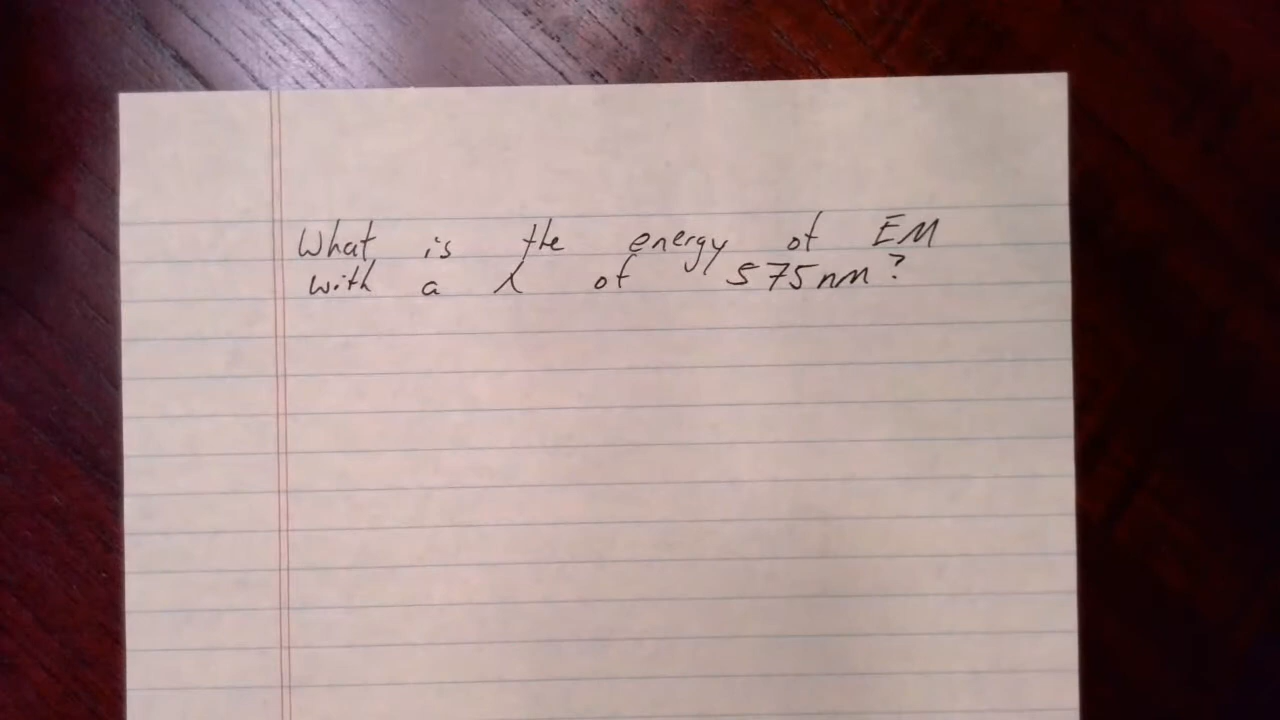 What is the energy of EM
with a λ of 575nm?